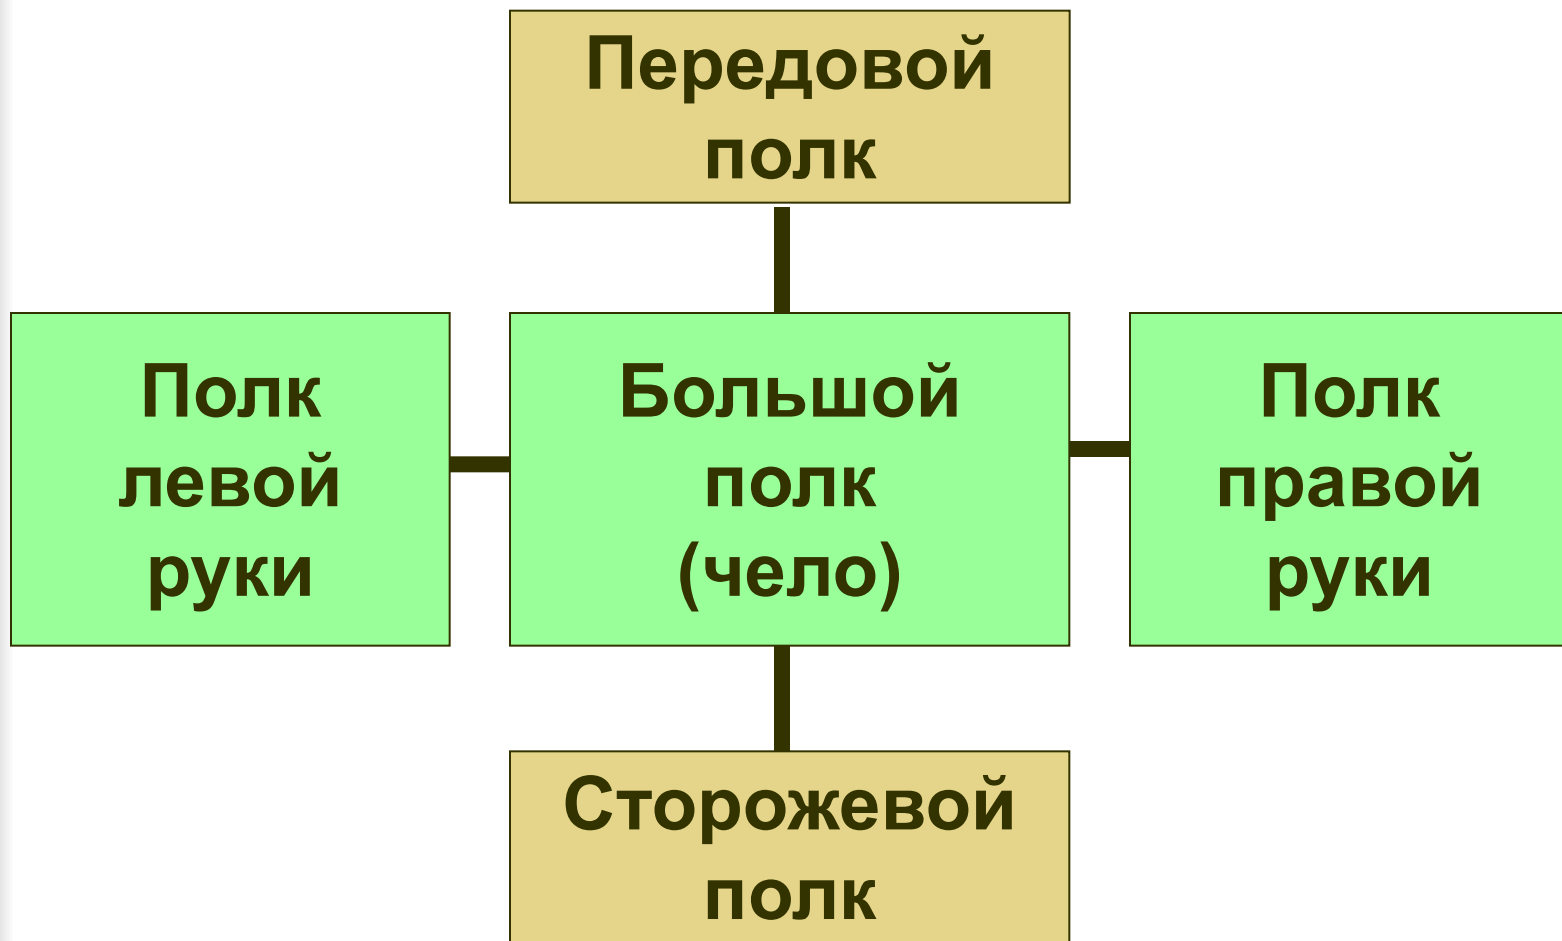 Передовой
полк
Полк
левой
руки
Большой
полк
(чело)
Полк
правой
руки
Сторожевой
полк